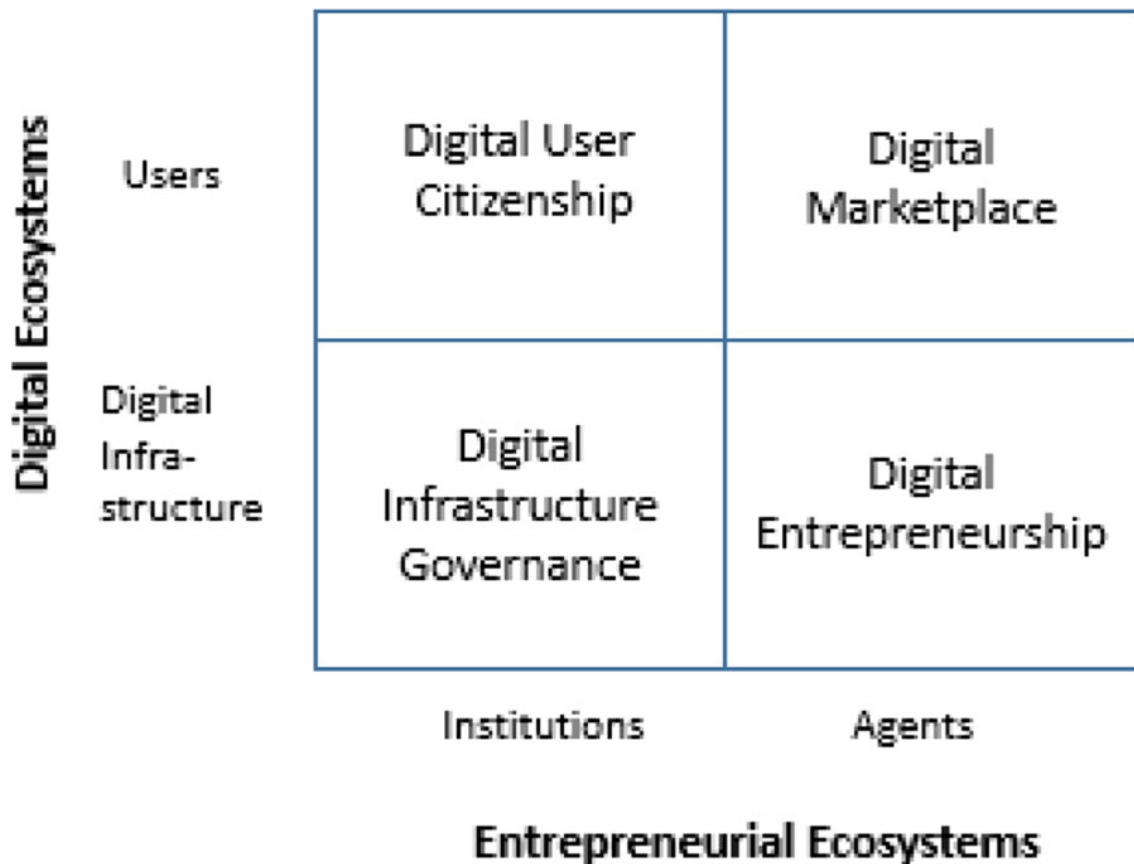 Digital Ecosystems
Users
Digital User
Citizenship
Digital
Marketplace
Digital
Infra-
structure
Digital
Infrastructure
Governance
Digital
Entrepreneurship
Institutions
Agents
Entrepreneurial Ecosystems